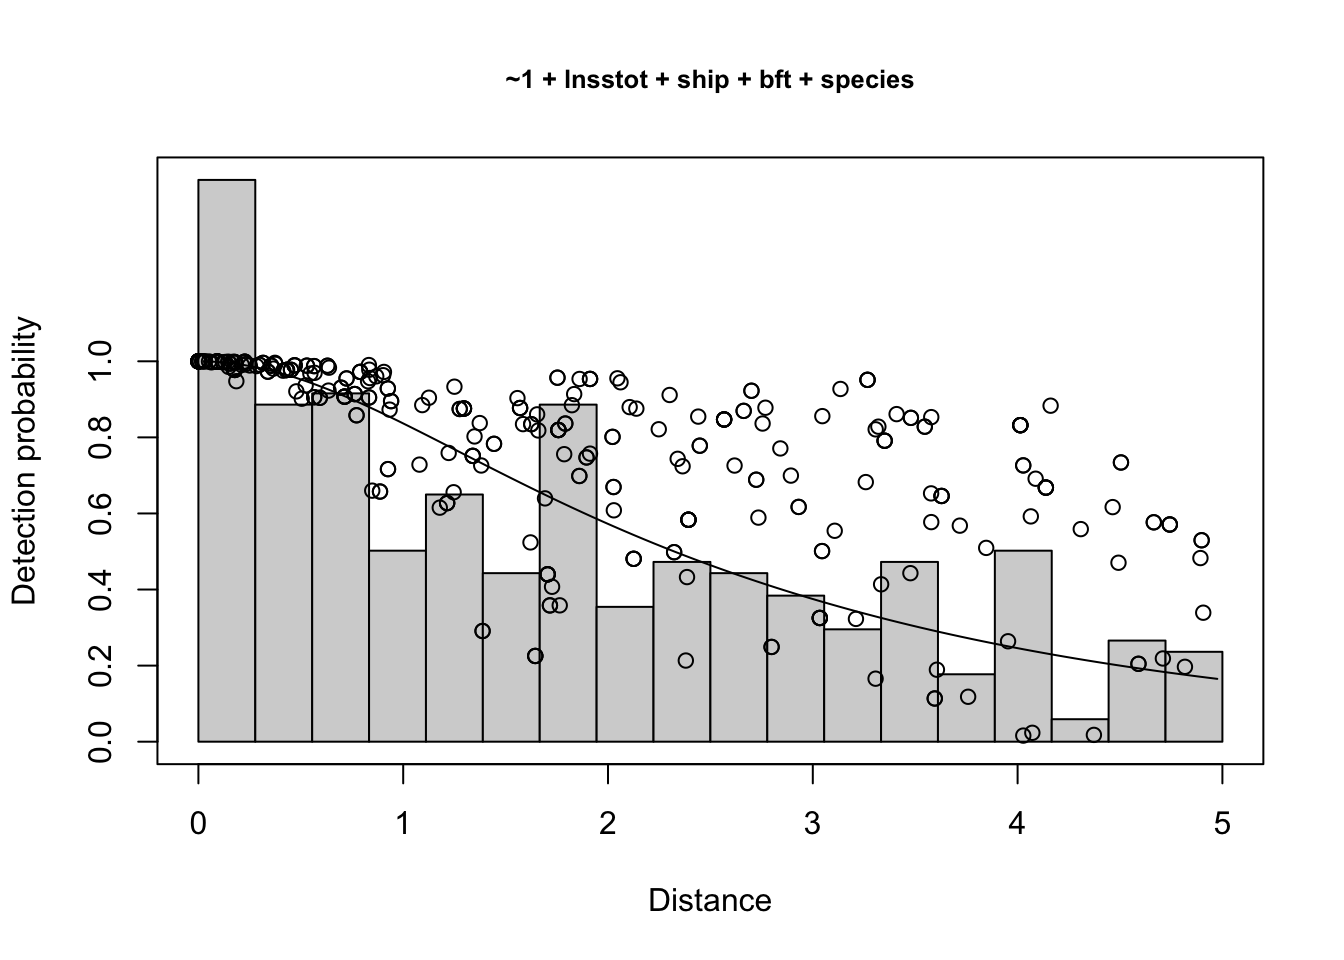 ~1 + lnsstot + ship + bft + species
Detection probability
1.0
0.8
0.6
0.4
0.2
0.0
0 1 2 3 4 5
Distance